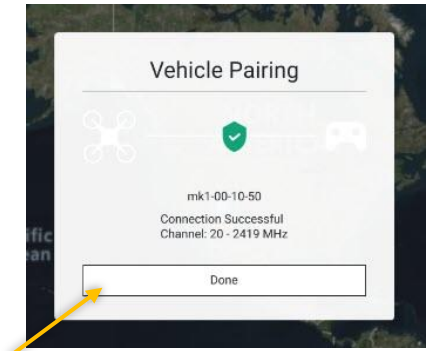 Vehicle Pairing
mk1-00-10-50
Connection Successful
Channel: 20 - 2419 MHz
Done